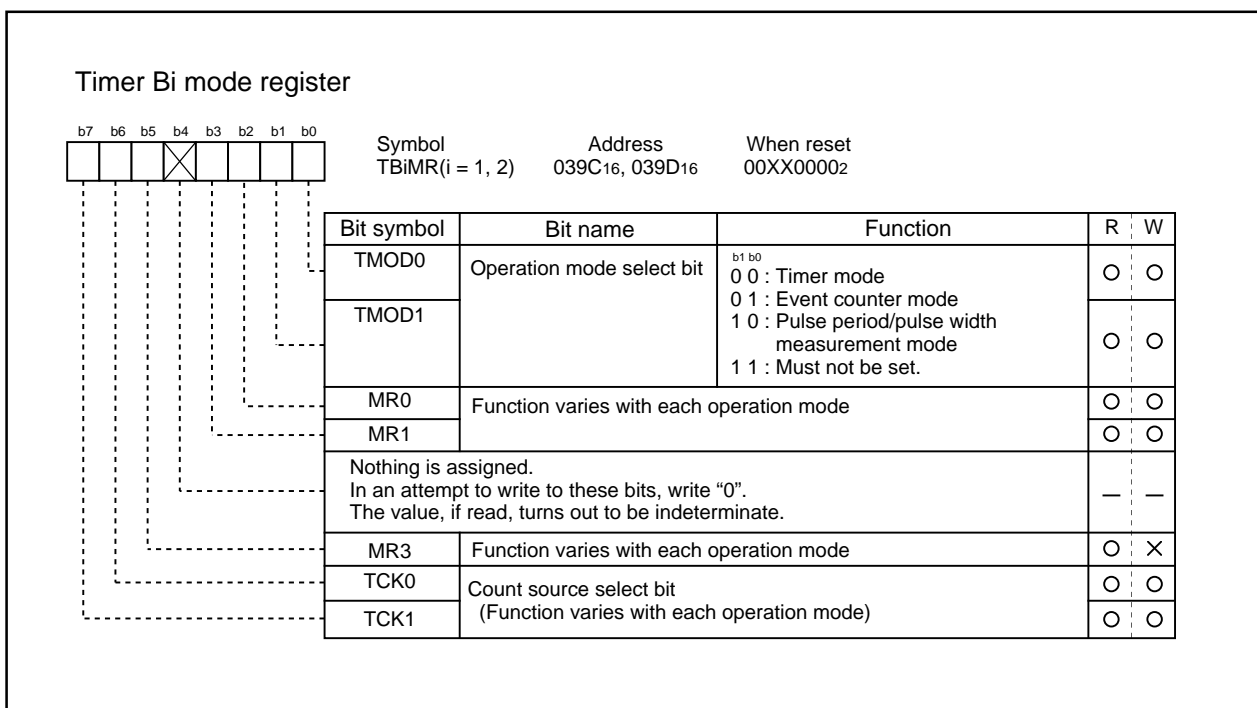 Timer Bi mode register
b7 b6 b5 b4 b3 b2 b1 b0
Symbol Address When reset
TBiMR(i = 1, 2) 039C16, 039D16 00XX00002
Bit symbol Bit name Function R W
TMOD0 Operation mode select bit
b1 b0
0 0 : Timer mode
0 1 : Event counter mode
TMOD1
1 0 : Pulse period/pulse width
measurement mode
1 1 : Must not be set.
MR0 Function varies with each operation mode
MR1
Nothing is assigned.
In an attempt to write to these bits, write “0”.
The value, if read, turns out to be indeterminate.
MR3 Function varies with each operation mode
TCK0 Count source select bit
TCK1 (Function varies with each operation mode)